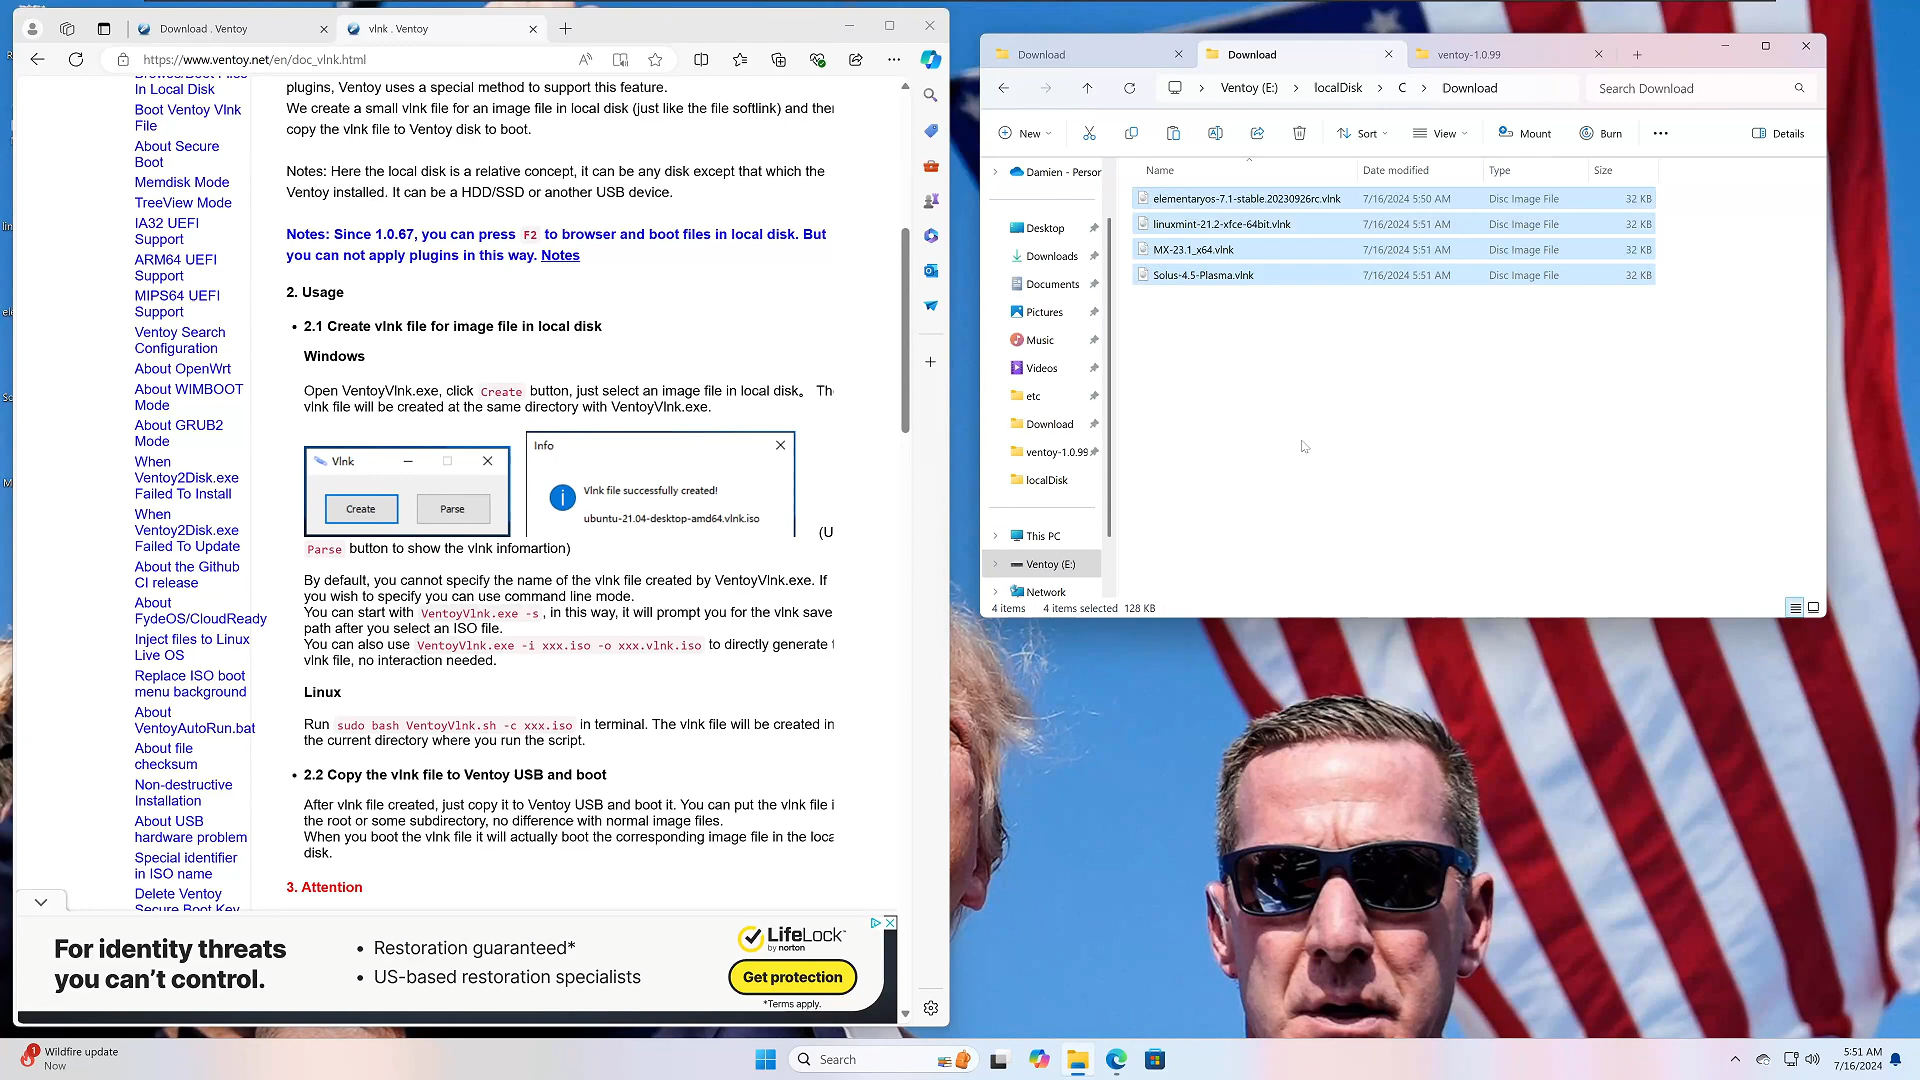 Download . Ventoy
vlnk . Ventoy
https://www.ventoy.net/en/doc_vlnk.html
In Local Disk
Boot Ventoy Vlnk
File
About Secure
Boot
Memdisk Mode
TreeView Mode
IA32 UEFI
Support
ARM64 UEFI
Support
MIPS64 UEFI
Support
Ventoy Search
Configuration
About OpenWrt
About WIMBOOT
Mode
About GRUB2
Mode
When
Ventoy2Disk.exe
Failed To Install
When
Ventoy2Disk.exe
Failed To Update
About the Github
CI release
About
FydeOS/CloudReady
Inject files to Linux
Live OS
Replace ISO boot
menu background
About
VentoyAutoRun.bat
About file
checksum
Non-destructive
Installation
About USB
hardware problem
Special identifier
in ISO name
Delete Ventoy
Secure Boot Key
plugins, Ventoy uses a special method to support this feature.
We create a small vlnk file for an image file in local disk (just like the file softlink) and then
copy the vlnk file to Ventoy disk to boot.
Notes: Here the local disk is a relative concept, it can be any disk except that which the
Ventoy installed. It can be a HDD/SSD or another USB device.
Notes: Since 1.0.67, you can press F2 to browser and boot files in local disk. But
you can not apply plugins in this way. Notes
2. Usage
• 2.1 Create vlnk file for image file in local disk
Windows
Open VentoyVlnk.exe, click Create button, just select an image file in local disk。 The
vlnk file will be created at the same directory with VentoyVlnk.exe.
Vlnk
Create
Parse
Info
Vlnk file successfully created!
ubuntu-21.04-desktop-amd64.vlnk.iso
(U
Parse button to show the vlnk infomartion)
By default, you cannot specify the name of the vlnk file created by VentoyVlnk.exe. If
you wish to specify you can use command line mode.
You can start with VentoyVlnk.exe -s , in this way, it will prompt you for the vlnk save
path after you select an ISO file.
You can also use VentoyVlnk.exe -i xxx.iso -o xxx.vlnk.iso to directly generate t
vlnk file, no interaction needed.
Linux
Run sudo bash VentoyVlnk.sh -c xxx.iso in terminal. The vlnk file will be created in
the current directory where you run the script.
• 2.2 Copy the vlnk file to Ventoy USB and boot
After vlnk file created, just copy it to Ventoy USB and boot it. You can put the vlnk file i
the root or some subdirectory, no difference with normal image files.
When you boot the vlnk file it will actually boot the corresponding image file in the loca
disk.
3. Attention
For identity threats
you can't control.
• Restoration guaranteed*
• US-based restoration specialists
LifeLock
by norton
Get protection
*Terms apply.
Download
Download
ventoy-1.0.99
Ventoy (E:)
localDisk
C
Download
Search Download
New
Sort
View
Mount
Burn
Details
Name
Date modified
Type
Size
elementaryos-7.1-stable.20230926rc.vlnk 7/16/2024 5:50 AM Disc Image File 32 KB
linuxmint-21.2-xfce-64bit.vlnk 7/16/2024 5:51 AM Disc Image File 32 KB
MX-23.1_x64.vlnk 7/16/2024 5:51 AM Disc Image File 32 KB
Solus-4.5-Plasma.vlnk 7/16/2024 5:51 AM Disc Image File 32 KB
Damien - Person
Desktop
Downloads
Documents
Pictures
Music
Videos
etc
Download
ventoy-1.0.99
localDisk
This PC
Ventoy (E:)
Network
4 items 4 items selected 128 KB
1
Wildfire update
Now
Search
5:51 AM
7/16/2024